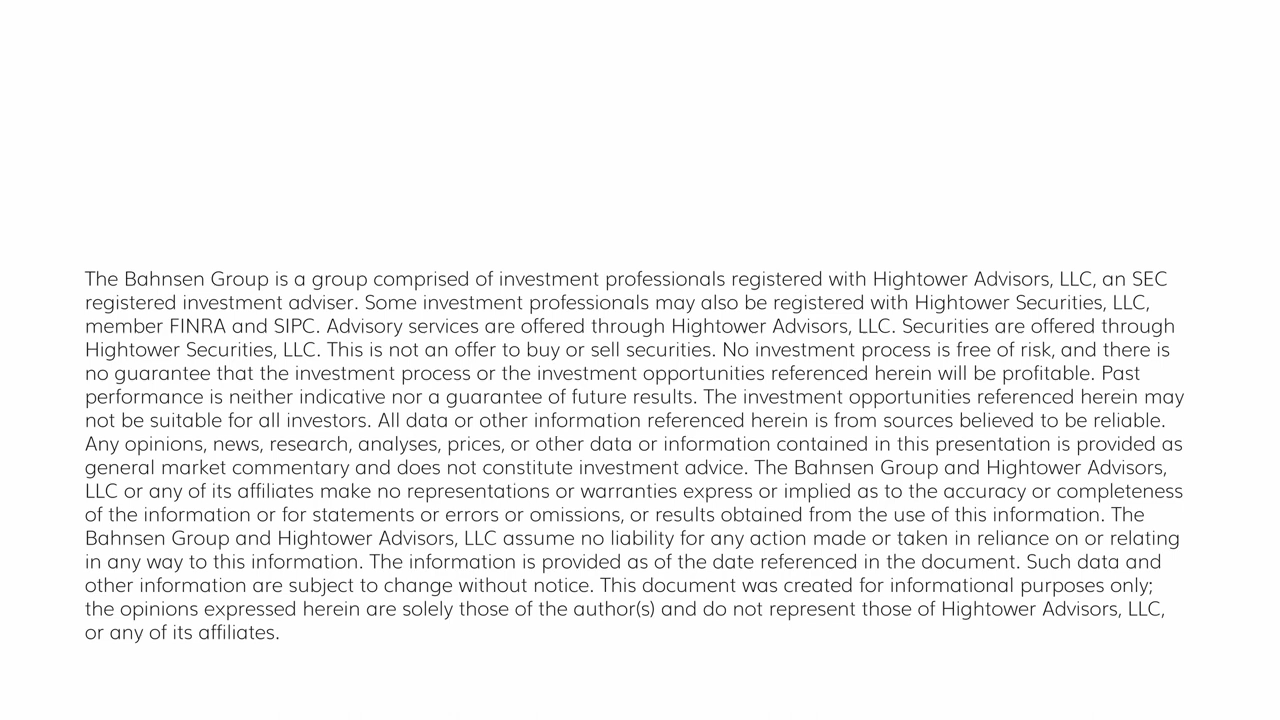 The Bahnsen Group is a group comprised of investment professionals registered with Hightower Advisors, LLC, an SEC
registered investment adviser. Some investment professionals may also be registered with Hightower Securities, LLC,
member FINRA and SIPC. Advisory services are offered through Hightower Advisors, LLC. Securities are offered through
Hightower Securities, LLC. This is not an offer to buy or sell securities. No investment process is free of risk, and there is
no guarantee that the investment process or the investment opportunities referenced herein will be profitable. Past
performance is neither indicative nor a guarantee of future results. The investment opportunities referenced herein may
not be suitable for all investors. All data or other information referenced herein is from sources believed to be reliable.
Any opinions, news, research, analyses, prices, or other data or information contained in this presentation is provided as
general market commentary and does not constitute investment advice. The Bahnsen Group and Hightower Advisors,
LLC or any of its affiliates make no representations or warranties express or implied as to the accuracy or completeness
of the information or for statements or errors or omissions, or results obtained from the use of this information. The
Bahnsen Group and Hightower Advisors, LLC assume no liability for any action made or taken in reliance on or relating
in any way to this information. The information is provided as of the date referenced in the document. Such data and
other information are subject to change without notice. This document was created for informational purposes only;
the opinions expressed herein are solely those of the author(s) and do not represent those of Hightower Advisors, LLC,
or any of its affiliates.